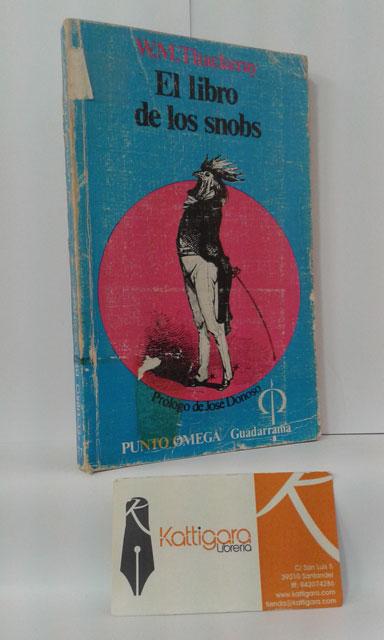 W.M.Thackeray
El libro
de los snobs
Prólogo de José Donoso
PUNTO OMEGA Guadarrama
Kattigara
Librería
C/ San Luis 5
39010 Santander
tlf: 942074286
www.kattigara.com
tienda@kattigara.com